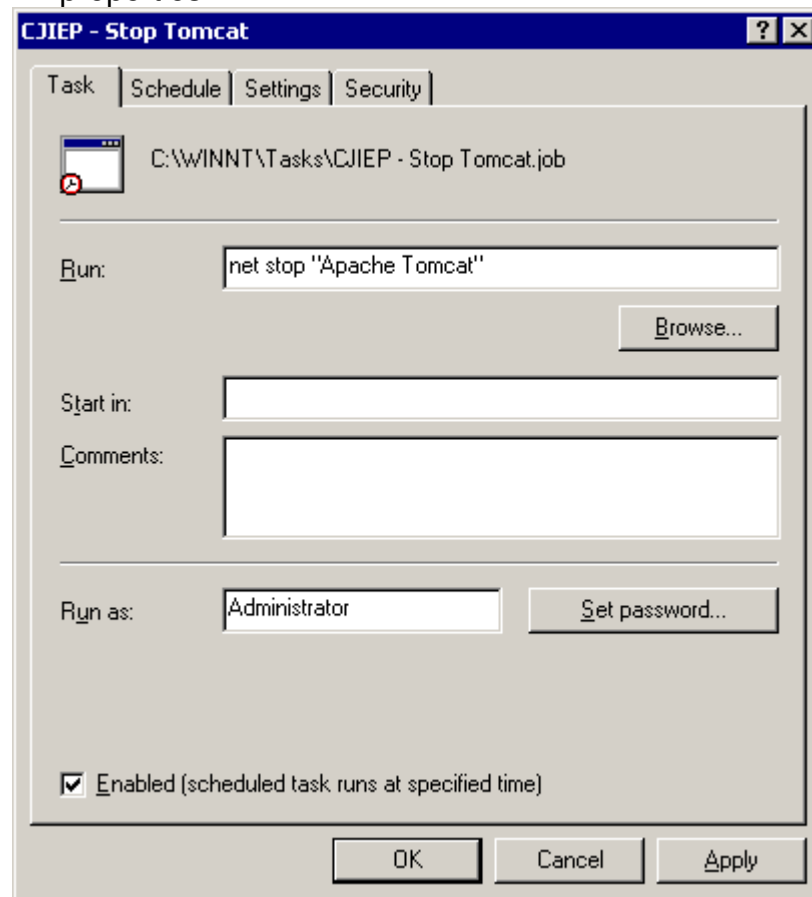 CJIEP - Stop Tomcat
Task Schedule Settings Security
C:\WINNT\Tasks\CJIEP - Stop Tomcat.job
Run: net stop "Apache Tomcat"
Browse...
Start in:
Comments:
Run as: Administrator Set password...
Enabled (scheduled task runs at specified time)
OK Cancel Apply